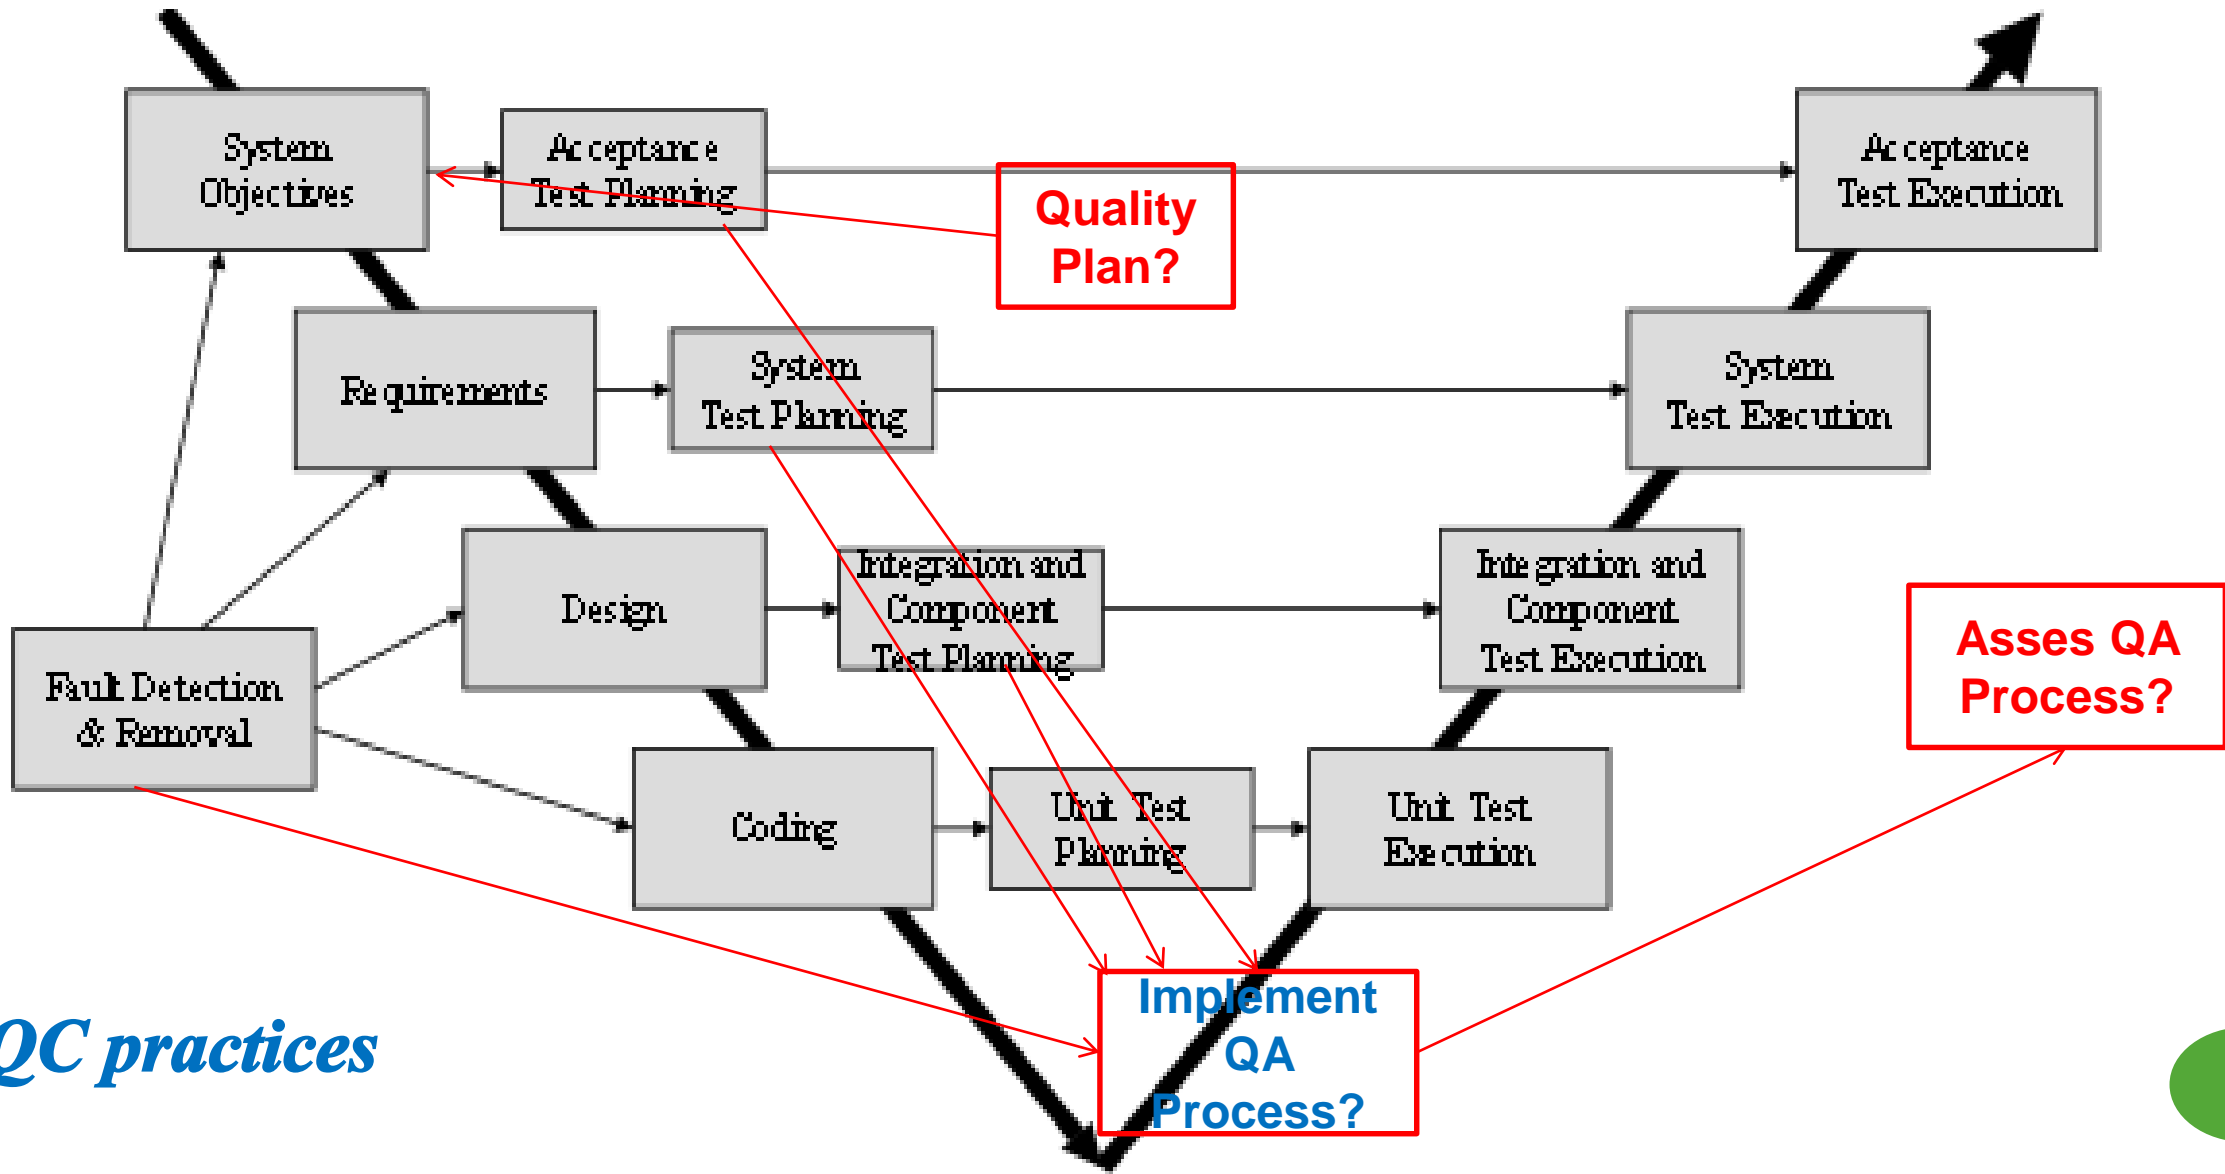 System
Objectives
Acceptance
Test Planning
Quality
Plan?
Acceptance
Test Execution
Requirements
System
Test Planning
System
Test Execution
Design
Integration and
Component
Test Planning
Integration and
Component
Test Execution
Asses QA
Process?
Fault Detection
& Removal
Coding
Unit Test
Planning
Unit Test
Execution
Implement
QA
Process?
QC practices